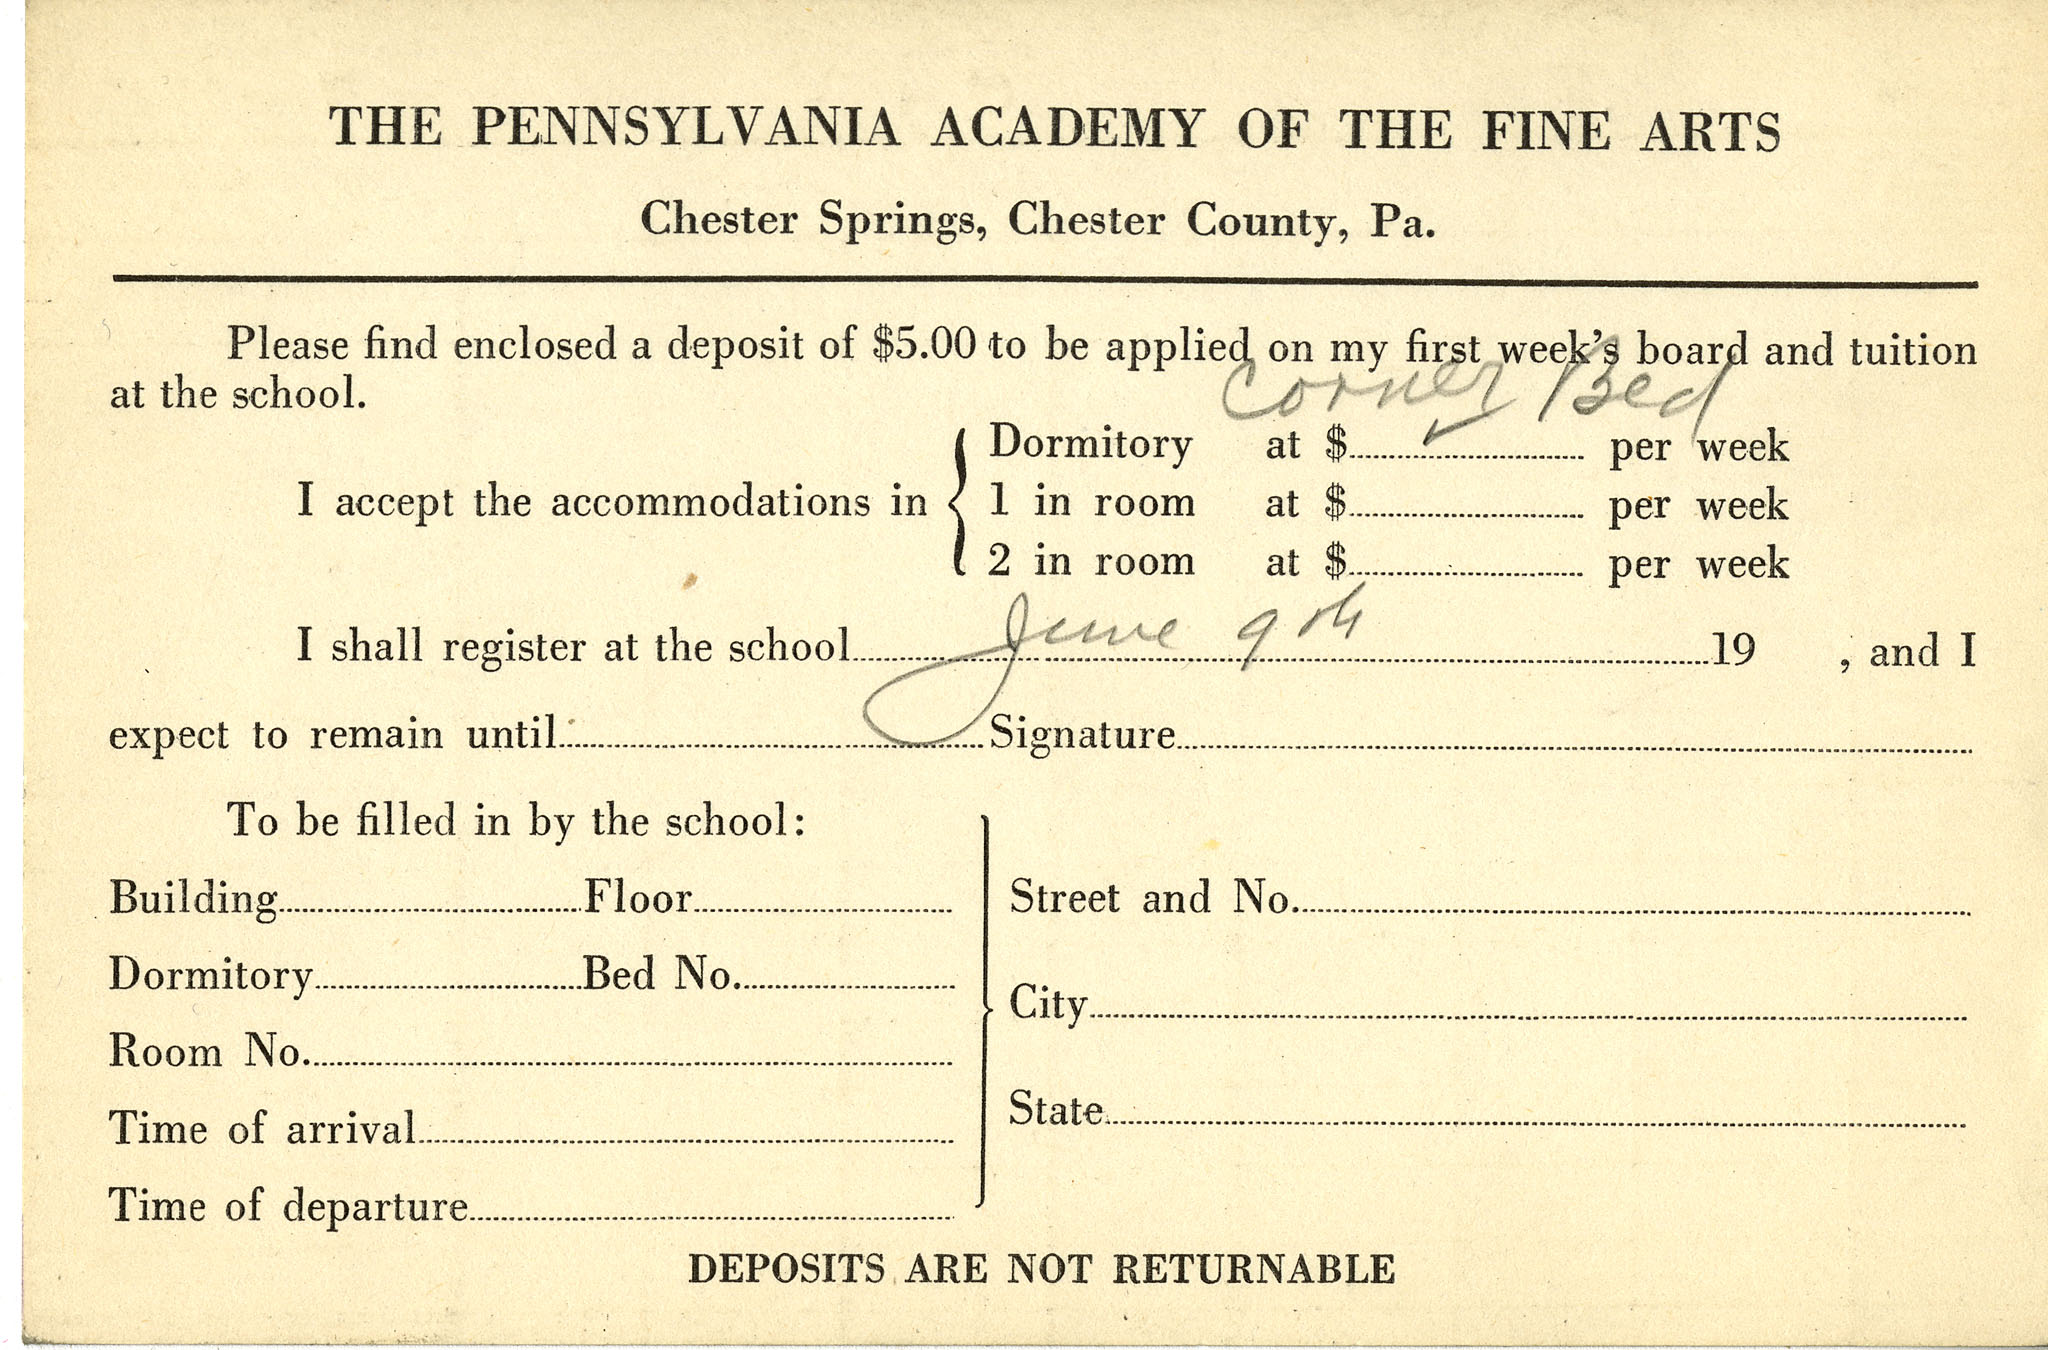 THE PENNSYLVANIA ACADEMY OF THE FINE ARTS
Chester Springs, Chester County, Pa.
Please find enclosed a deposit of $5.00 to be applied on my first week's board and tuition
at the school.
Corner Bed
Dormitory at $ ✓ per week
I accept the accommodations in { 1 in room at $ per week
2 in room at $ per week
I shall register at the school June 9th 19 , and I
expect to remain until Signature
To be filled in by the school:
Building Floor Street and No.
Dormitory Bed No.
City
Room No.
State
Time of arrival
Time of departure
DEPOSITS ARE NOT RETURNABLE